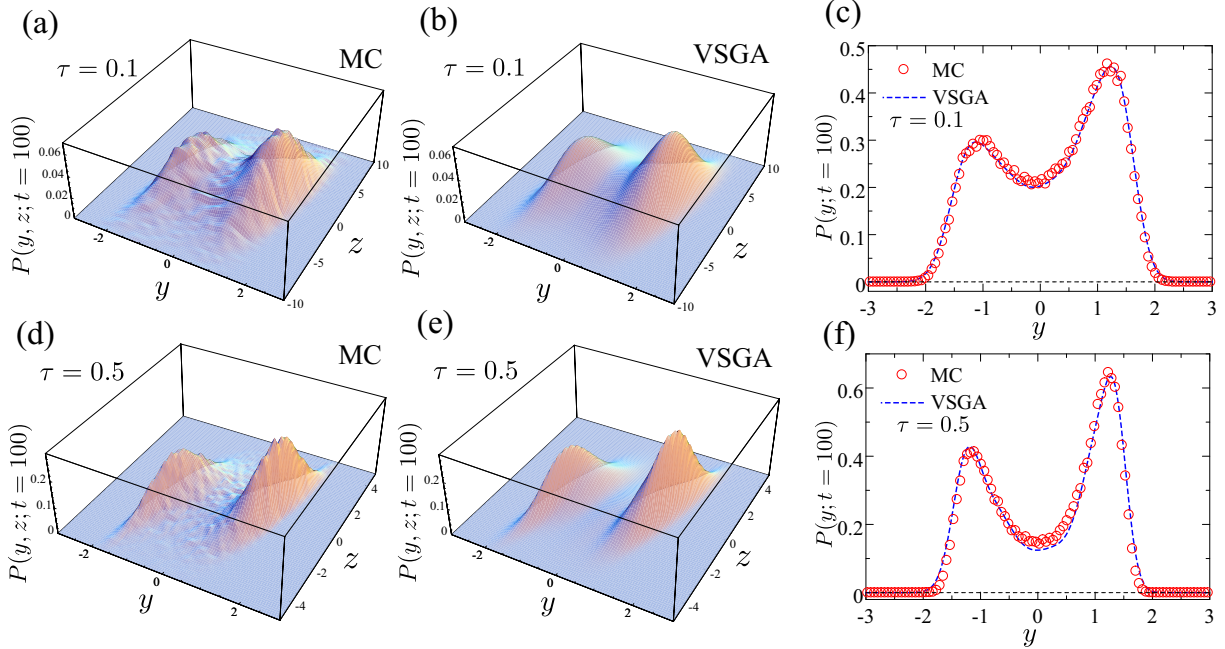 (a)
τ = 0.1
MC
P(y, z; t = 100)
0.06
0.04
0.02
0
-2
0
2
y
10
5
0
-5
-10
z
(b)
τ = 0.1
VSGA
P(y, z; t = 100)
0.06
0.04
0.02
0
-2
0
2
y
10
5
0
-5
-10
z
(c)
0.5
0.4
0.3
0.2
0.1
0
P(y; t = 100)
MC
VSGA
τ = 0.1
-3 -2 -1 0 1 2 3
y
(d)
τ = 0.5
MC
P(y, z; t = 100)
0.2
0.1
0
-2
0
2
y
4
2
0
-2
-4
z
(e)
τ = 0.5
VSGA
P(y, z; t = 100)
0.2
0.1
0
-2
0
2
y
4
2
0
-2
-4
z
(f)
0.6
0.4
0.2
0
P(y; t = 100)
MC
VSGA
τ = 0.5
-3 -2 -1 0 1 2 3
y